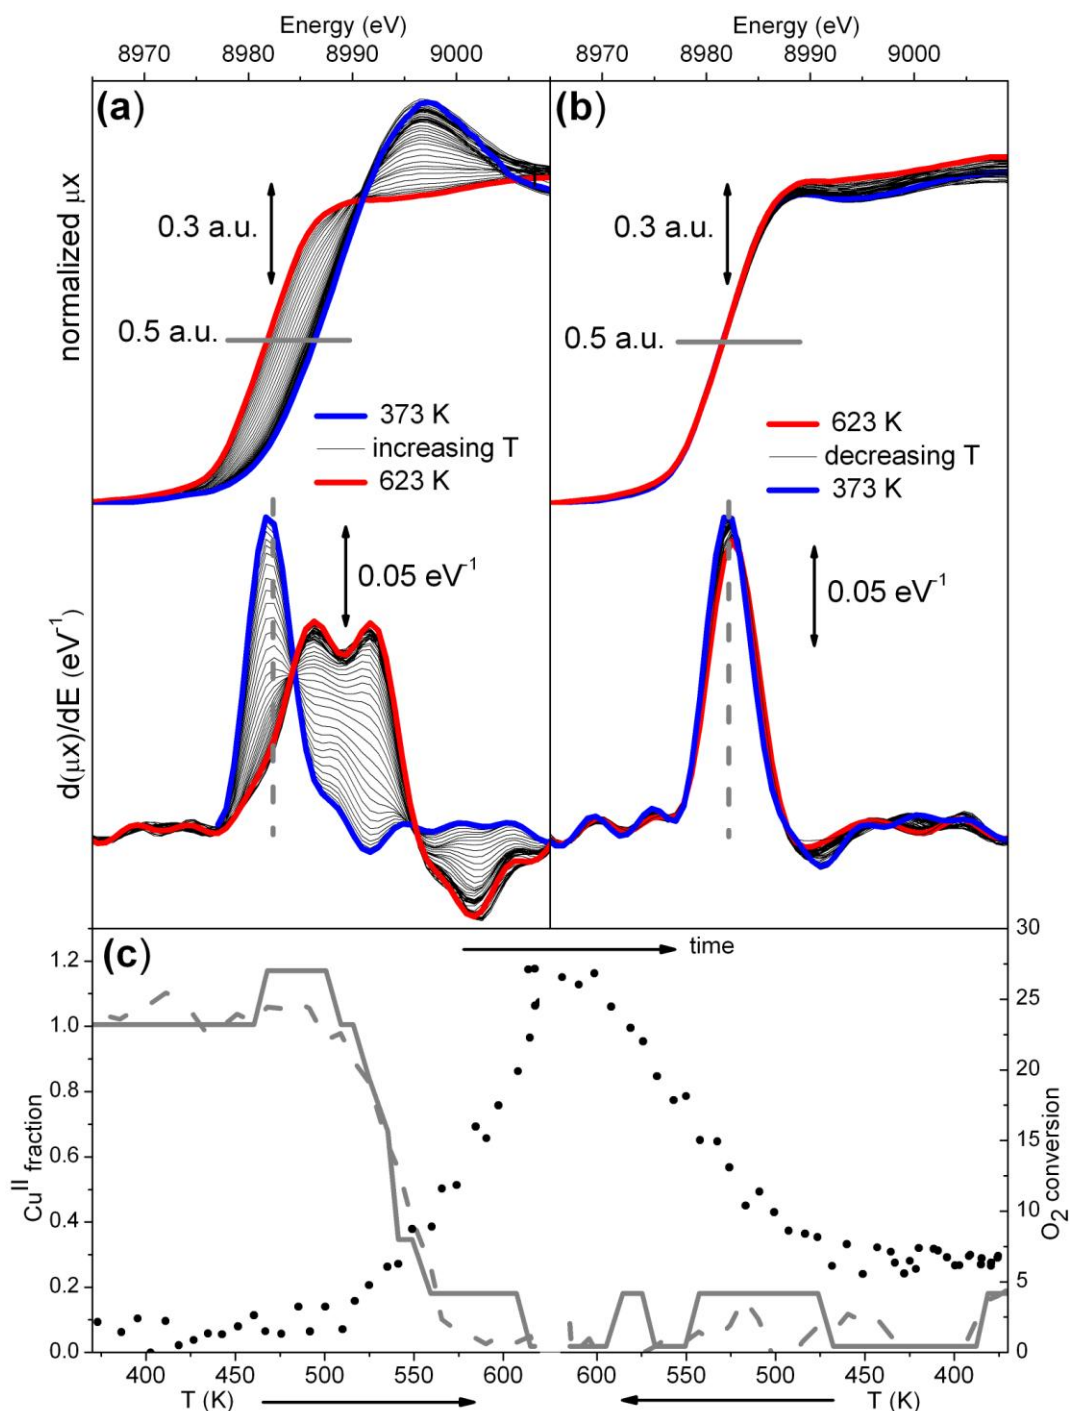 Energy (eV)
Energy (eV)
8970 8980 8990 9000
8970 8980 8990 9000
(a)
(b)
normalized μx
0.3 a.u.
0.3 a.u.
0.5 a.u.
0.5 a.u.
373 K
increasing T
623 K
623 K
decreasing T
373 K
0.05 eV⁻¹
0.05 eV⁻¹
d(μx)/dE (eV⁻¹)
(c)
time
Cu^II fraction
1.2
1.0
0.8
0.6
0.4
0.2
0.0
30
25
20
15
10
5
0
O₂ conversion
400 450 500 550 600
600 550 500 450 400
T (K)
T (K)